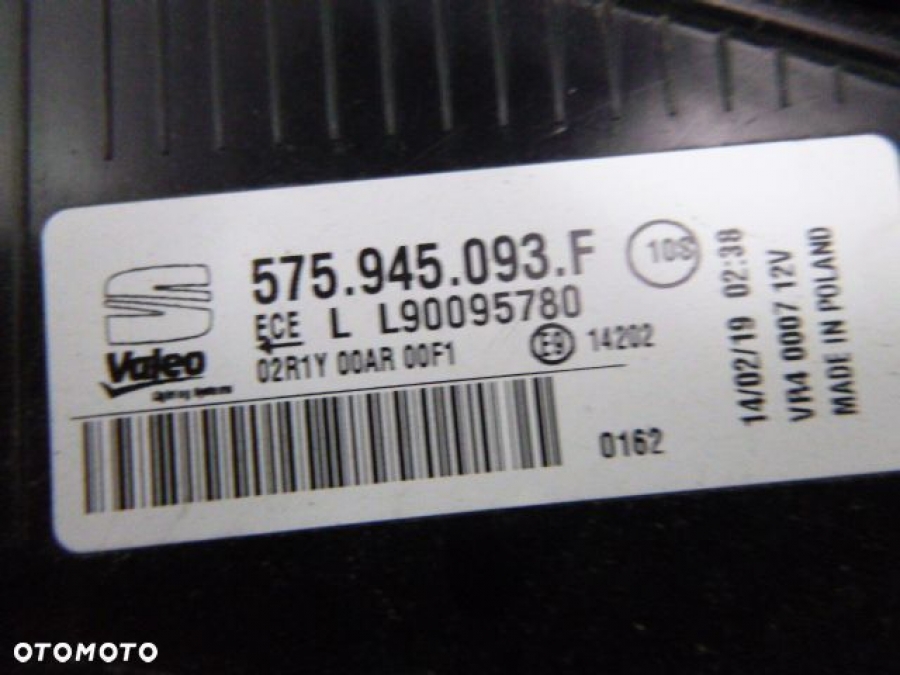 575.945.093.F
10S
ECE L L90095780
Valeo
02R1Y 00AR 00F1
E9 14202
0162
14/02/19 02:38
VR4 0007 12V
MADE IN POLAND
OTOMOTO